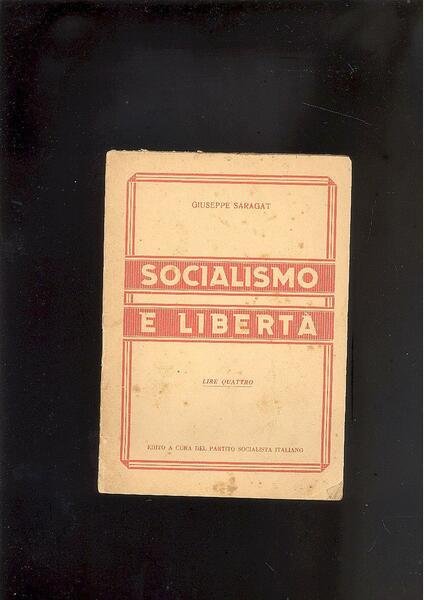 GIUSEPPE SARAGAT
SOCIALISMO
E LIBERTÀ
LIRE QUATTRO
EDITO A CURA DEL PARTITO SOCIALISTA ITALIANO